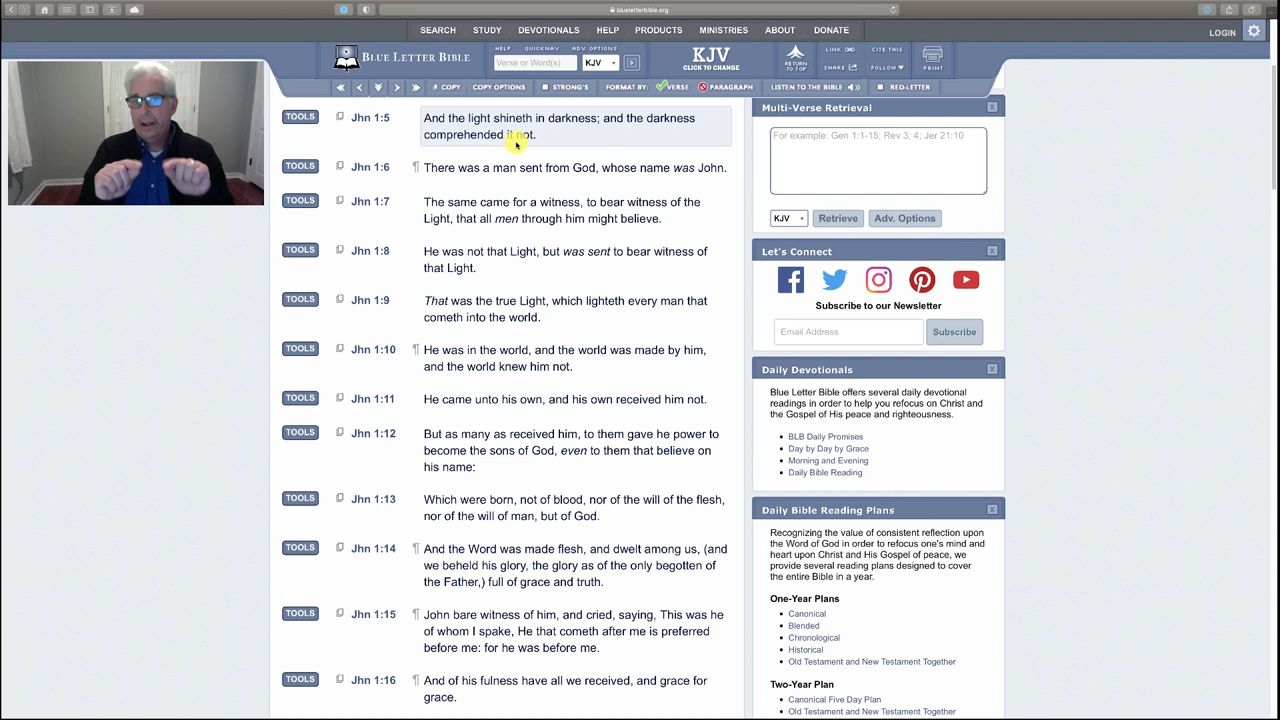 blueletterbible.org
SEARCH STUDY DEVOTIONALS HELP PRODUCTS MINISTRIES ABOUT DONATE
LOGIN
BLUE LETTER BIBLE
HELP QUICKNAV ADV OPTIONS
Verse or Word(s)
KJV
KJV
CLICK TO CHANGE
RETURN
TO TOP
LINK
CITE THIS
SHARE
FOLLOW
PRINT
COPY COPY OPTIONS STRONG'S FORMAT BY: VERSE PARAGRAPH LISTEN TO THE BIBLE RED-LETTER
TOOLS Jhn 1:5 And the light shineth in darkness; and the darkness
comprehended it not.
TOOLS Jhn 1:6 ¶ There was a man sent from God, whose name was John.
TOOLS Jhn 1:7 The same came for a witness, to bear witness of the
Light, that all men through him might believe.
TOOLS Jhn 1:8 He was not that Light, but was sent to bear witness of
that Light.
TOOLS Jhn 1:9 That was the true Light, which lighteth every man that
cometh into the world.
TOOLS Jhn 1:10 ¶ He was in the world, and the world was made by him,
and the world knew him not.
TOOLS Jhn 1:11 He came unto his own, and his own received him not.
TOOLS Jhn 1:12 But as many as received him, to them gave he power to
become the sons of God, even to them that believe on
his name:
TOOLS Jhn 1:13 Which were born, not of blood, nor of the will of the flesh,
nor of the will of man, but of God.
TOOLS Jhn 1:14 ¶ And the Word was made flesh, and dwelt among us, (and
we beheld his glory, the glory as of the only begotten of
the Father,) full of grace and truth.
TOOLS Jhn 1:15 ¶ John bare witness of him, and cried, saying, This was he
of whom I spake, He that cometh after me is preferred
before me: for he was before me.
TOOLS Jhn 1:16 ¶ And of his fulness have all we received, and grace for
grace.
Multi-Verse Retrieval
For example: Gen 1:1-15; Rev 3; 4; Jer 21:10
KJV Retrieve Adv. Options
Let's Connect
Subscribe to our Newsletter
Email Address Subscribe
Daily Devotionals
Blue Letter Bible offers several daily devotional
readings in order to help you refocus on Christ and
the Gospel of His peace and righteousness.
BLB Daily Promises
Day by Day by Grace
Morning and Evening
Daily Bible Reading
Daily Bible Reading Plans
Recognizing the value of consistent reflection upon
the Word of God in order to refocus one's mind and
heart upon Christ and His Gospel of peace, we
provide several reading plans designed to cover
the entire Bible in a year.
One-Year Plans
Canonical
Blended
Chronological
Historical
Old Testament and New Testament Together
Two-Year Plan
Canonical Five Day Plan
Old Testament and New Testament Together